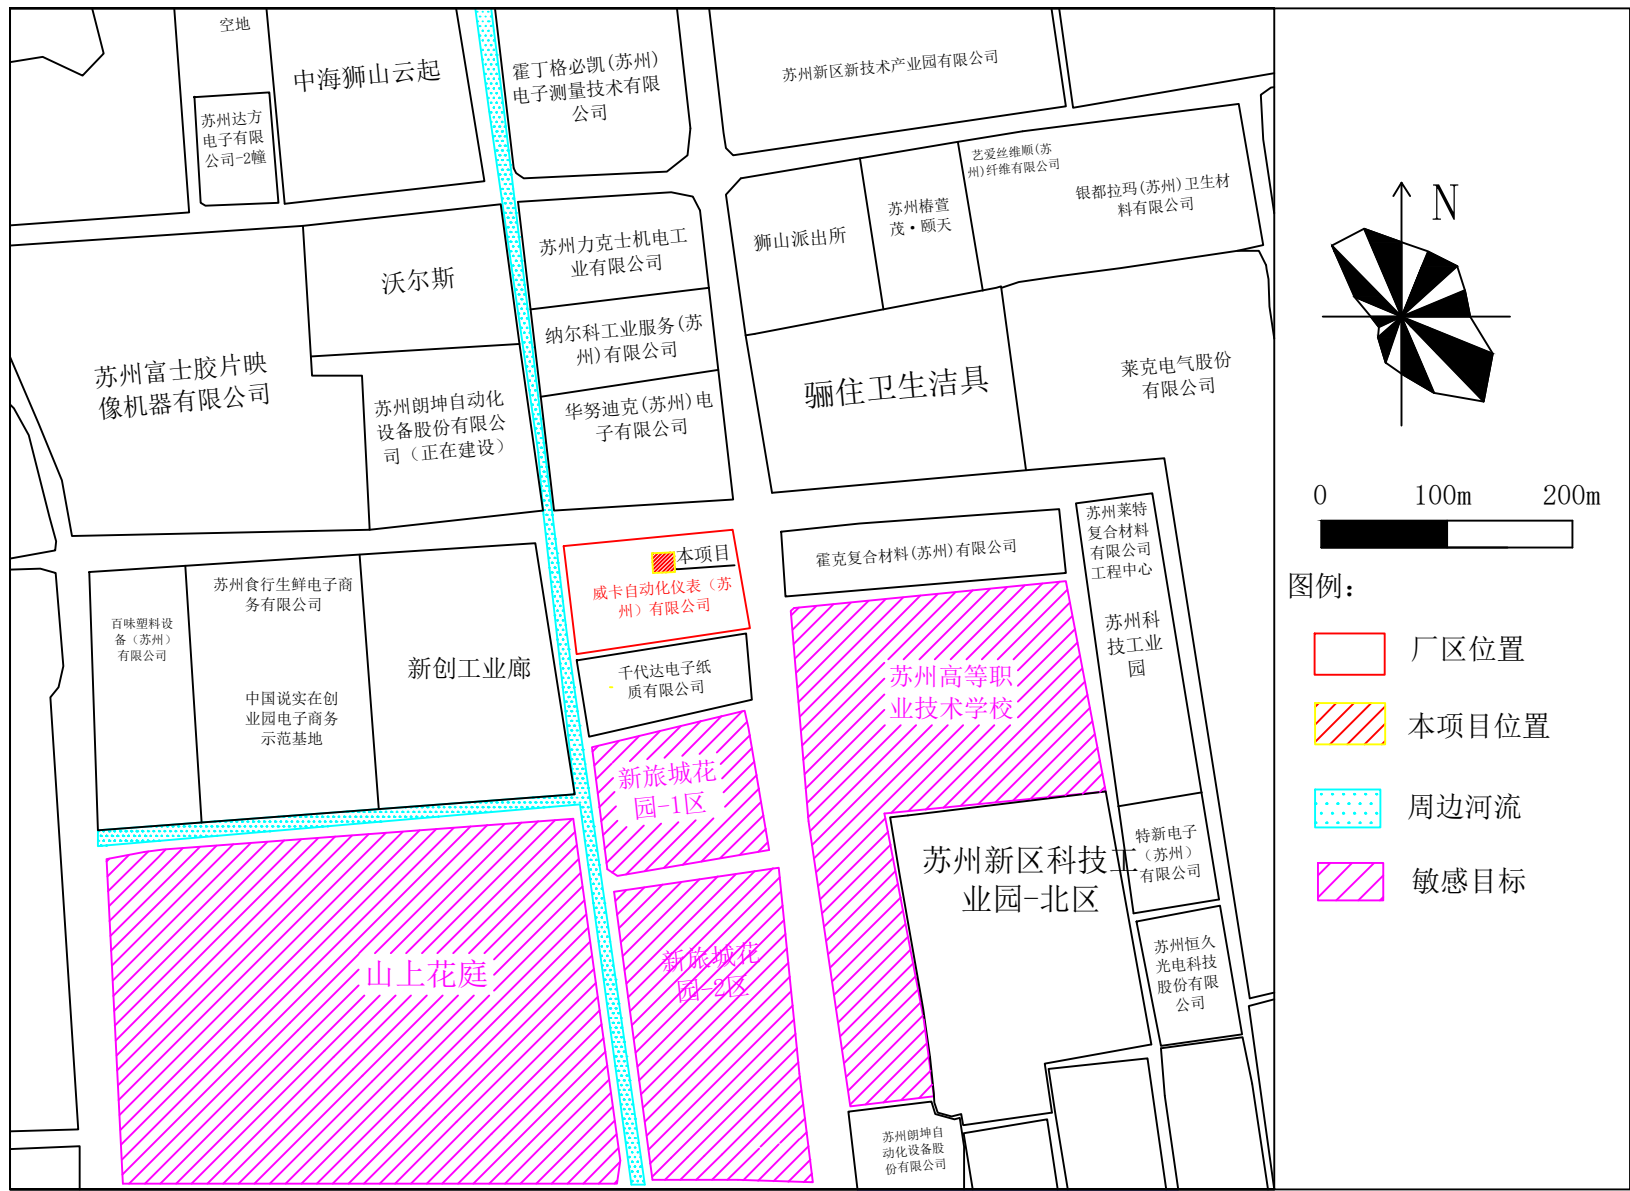 空地
中海狮山云起
苏州达方
电子有限
公司-2幢
霍丁格必凯(苏州)
电子测量技术有限
公司
苏州新区新技术产业园有限公司
艺爱丝维顺(苏
州)纤维有限公司
银都拉玛(苏州)卫生材
料有限公司
苏州椿萱
茂·颐天
狮山派出所
苏州力克士机电工
业有限公司
沃尔斯
纳尔科工业服务(苏
州)有限公司
苏州富士胶片映
像机器有限公司
苏州朗坤自动化
设备股份有限公
司（正在建设）
华努迪克(苏州)电
子有限公司
骊住卫生洁具
莱克电气股份
有限公司
苏州莱特
复合材料
有限公司
工程中心
霍克复合材料(苏州)有限公司
本项目
威卡自动化仪表（苏
州）有限公司
苏州食行生鲜电子商
务有限公司
百味塑料设
备（苏州）
有限公司
新创工业廊
中国说实在创
业园电子商务
示范基地
千代达电子纸
质有限公司
苏州高等职
业技术学校
苏州科
技工业
园
新旅城花
园-1区
苏州新区科技工
业园-北区
特新电子
（苏州）
有限公司
山上花庭
新旅城花
园-2区
苏州恒久
光电科技
股份有限
公司
苏州朗坤自
动化设备股
份有限公司
N
0 100m 200m
图例：
厂区位置
本项目位置
周边河流
敏感目标